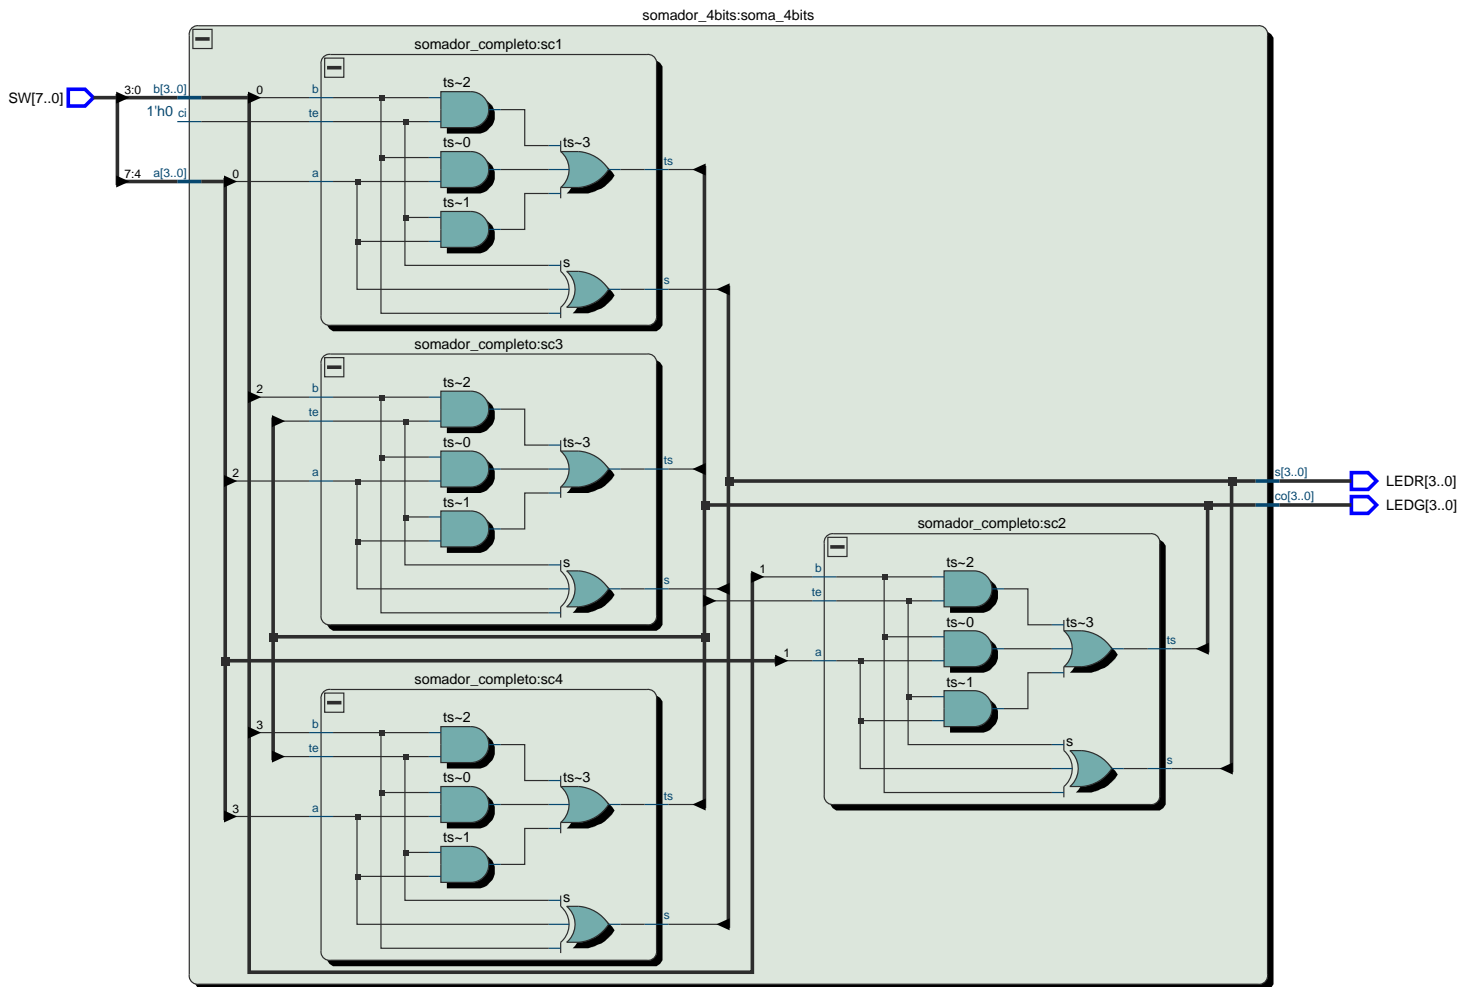 somador_4bits:soma_4bits
somador_completo:sc1
SW[7..0]
3:0
b[3..0]
1'h0
ci
7:4
a[3..0]
0
0
b
te
a
ts~2
ts~0
ts~1
ts~3
s
ts
s
somador_completo:sc3
2
2
b
te
a
ts~2
ts~0
ts~1
ts~3
s
ts
s
somador_completo:sc4
3
3
b
te
a
ts~2
ts~0
ts~1
ts~3
s
ts
s
somador_completo:sc2
1
1
b
te
a
ts~2
ts~0
ts~1
ts~3
s
ts
s
s[3..0]
co[3..0]
LEDR[3..0]
LEDG[3..0]